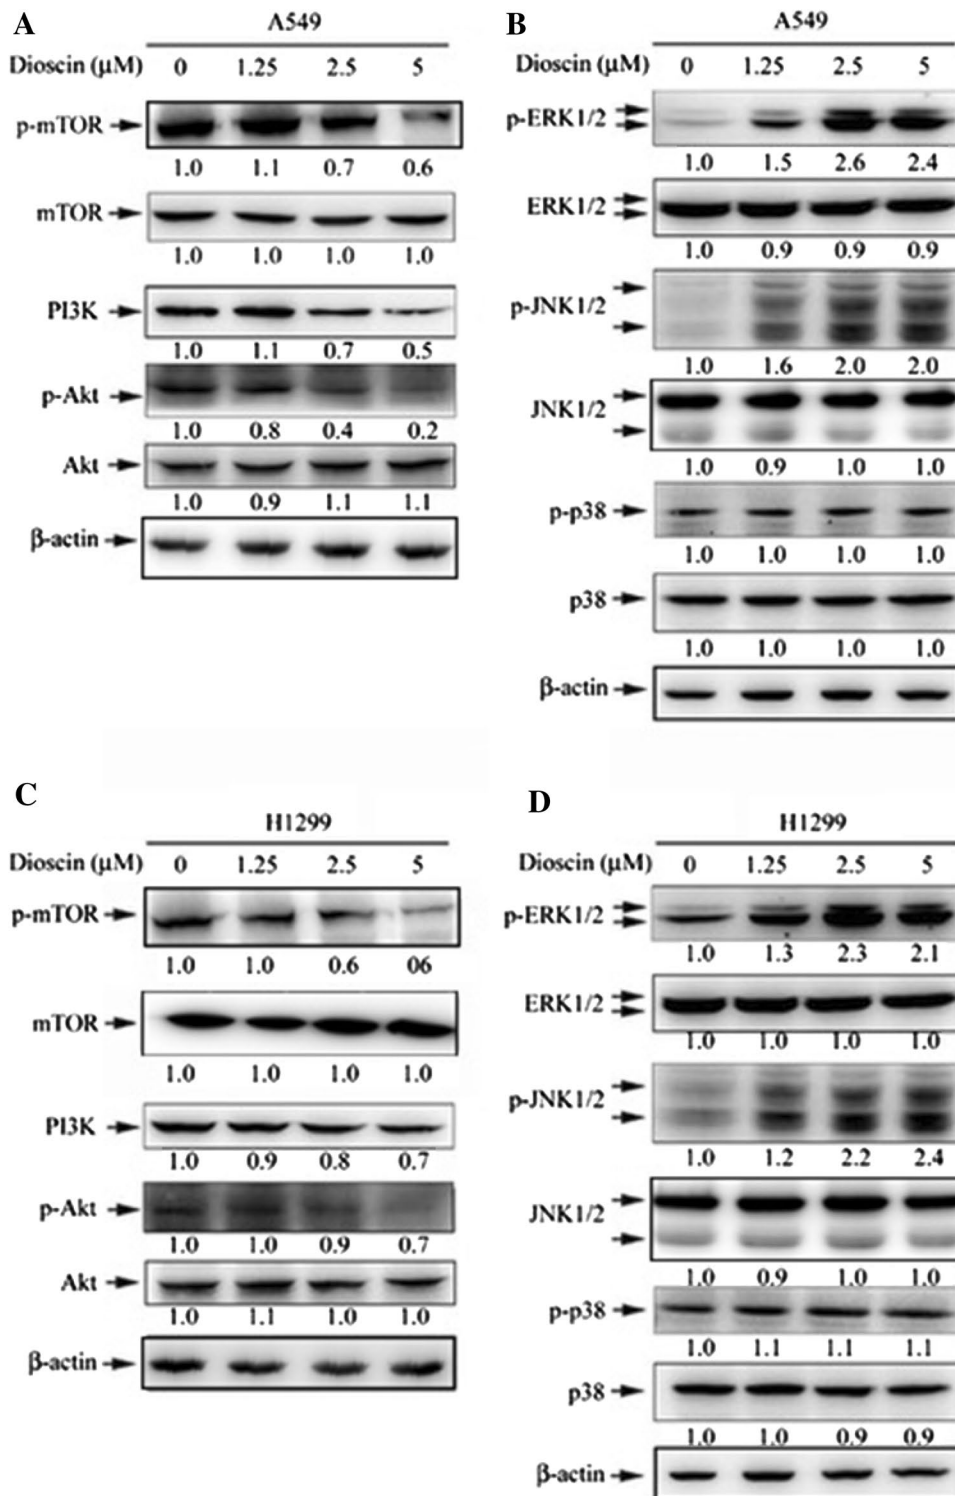 A
A549
Dioscin (μM) 0 1.25 2.5 5
p-mTOR
1.0 1.1 0.7 0.6
mTOR
1.0 1.0 1.0 1.0
PI3K
1.0 1.1 0.7 0.5
p-Akt
1.0 0.8 0.4 0.2
Akt
1.0 0.9 1.1 1.1
β-actin
B
A549
Dioscin (μM) 0 1.25 2.5 5
p-ERK1/2
1.0 1.5 2.6 2.4
ERK1/2
1.0 0.9 0.9 0.9
p-JNK1/2
1.0 1.6 2.0 2.0
JNK1/2
1.0 0.9 1.0 1.0
p-p38
1.0 1.0 1.0 1.0
p38
1.0 1.0 1.0 1.0
β-actin
C
H1299
Dioscin (μM) 0 1.25 2.5 5
p-mTOR
1.0 1.0 0.6 06
mTOR
1.0 1.0 1.0 1.0
PI3K
1.0 0.9 0.8 0.7
p-Akt
1.0 1.0 0.9 0.7
Akt
1.0 1.1 1.0 1.0
β-actin
D
H1299
Dioscin (μM) 0 1.25 2.5 5
p-ERK1/2
1.0 1.3 2.3 2.1
ERK1/2
1.0 1.0 1.0 1.0
p-JNK1/2
1.0 1.2 2.2 2.4
JNK1/2
1.0 0.9 1.0 1.0
p-p38
1.0 1.1 1.1 1.1
p38
1.0 1.0 0.9 0.9
β-actin